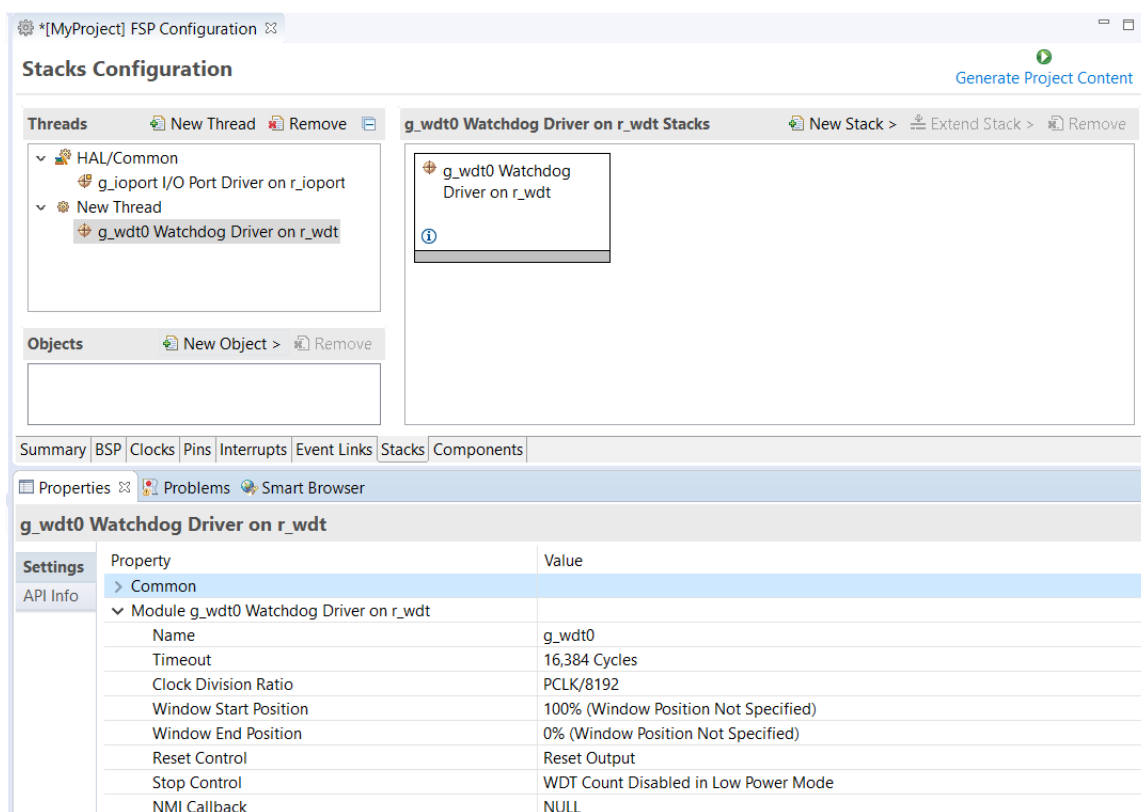 *[MyProject] FSP Configuration
Stacks Configuration
Generate Project Content
Threads New Thread Remove
HAL/Common
g_ioport I/O Port Driver on r_ioport
New Thread
g_wdt0 Watchdog Driver on r_wdt
Objects New Object > Remove
g_wdt0 Watchdog Driver on r_wdt Stacks New Stack > Extend Stack > Remove
g_wdt0 Watchdog
Driver on r_wdt
Summary BSP Clocks Pins Interrupts Event Links Stacks Components
Properties Problems Smart Browser
g_wdt0 Watchdog Driver on r_wdt
Settings
API Info
Property Value
Common
Module g_wdt0 Watchdog Driver on r_wdt
Name g_wdt0
Timeout 16,384 Cycles
Clock Division Ratio PCLK/8192
Window Start Position 100% (Window Position Not Specified)
Window End Position 0% (Window Position Not Specified)
Reset Control Reset Output
Stop Control WDT Count Disabled in Low Power Mode
NMI Callback NULL